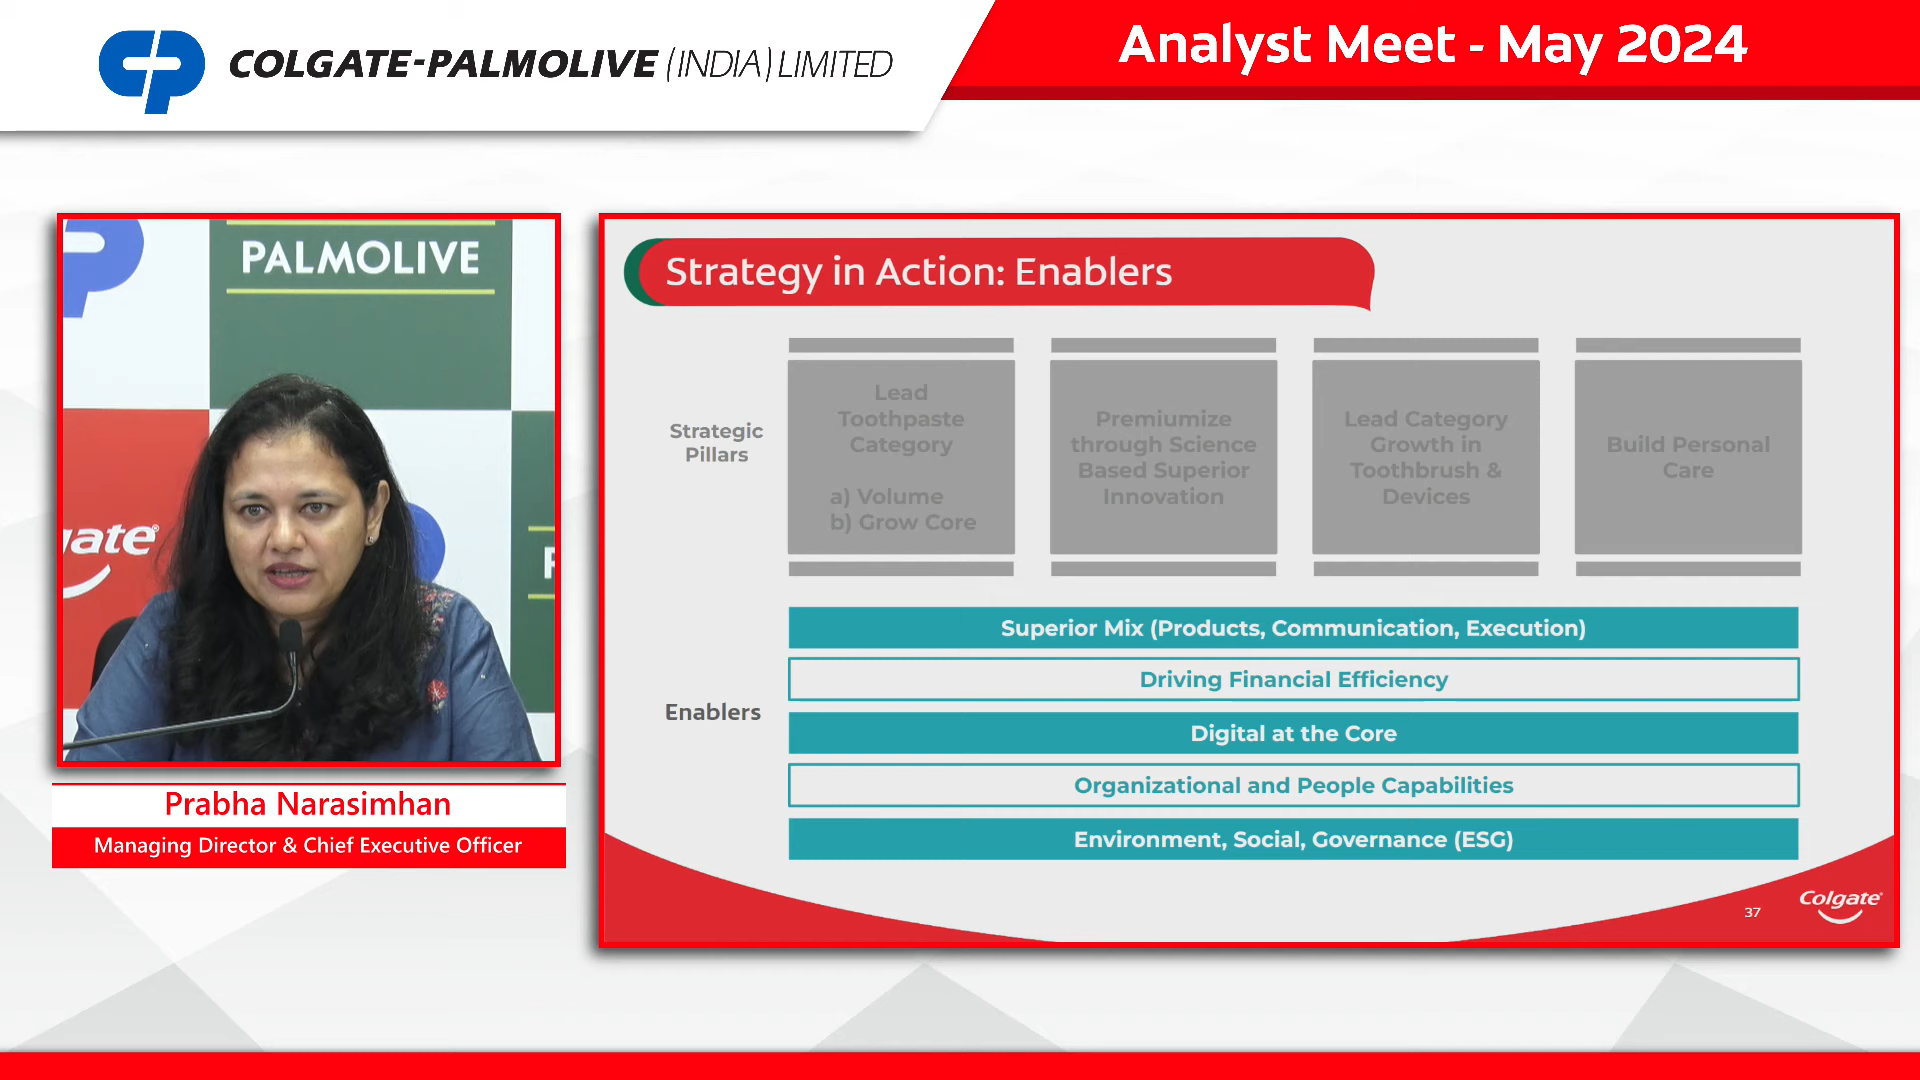 COLGATE-PALMOLIVE (INDIA) LIMITED
Analyst Meet - May 2024
PALMOLIVE
gate
Prabha Narasimhan
Managing Director & Chief Executive Officer
Strategy in Action: Enablers
Strategic
Pillars
Lead
Toothpaste
Category
a) Volume
b) Grow Core
Premiumize
through Science
Based Superior
Innovation
Lead Category
Growth in
Toothbrush &
Devices
Build Personal
Care
Enablers
Superior Mix (Products, Communication, Execution)
Driving Financial Efficiency
Digital at the Core
Organizational and People Capabilities
Environment, Social, Governance (ESG)
37
Colgate